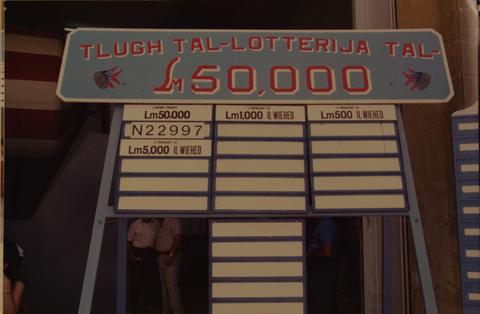 TLUGH TAL-LOTTERIJA TAL-
£M50,000
Lm50.000
N22997
Lm5,000 IL-WIEHED
Lm1,000 IL-WIEHED
Lm500 IL-WIEHED